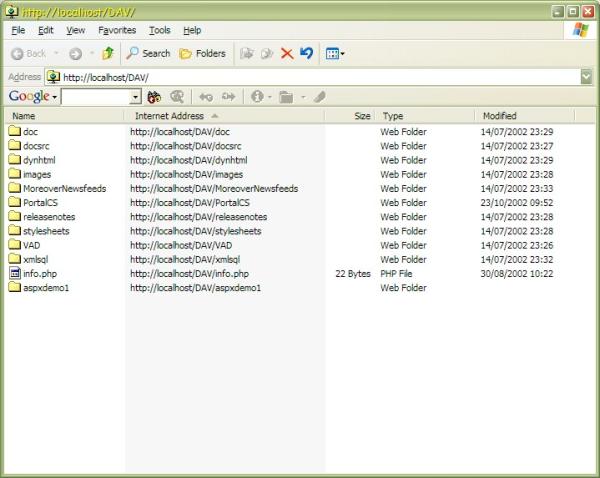 http://localhost/DAV/
File Edit View Favorites Tools Help
Back Search Folders
Address http://localhost/DAV/
Google
Name Internet Address Size Type Modified
doc http://localhost/DAV/doc Web Folder 14/07/2002 23:29
docsrc http://localhost/DAV/docsrc Web Folder 14/07/2002 23:27
dynhtml http://localhost/DAV/dynhtml Web Folder 14/07/2002 23:29
images http://localhost/DAV/images Web Folder 14/07/2002 23:28
MoreoverNewsfeeds http://localhost/DAV/MoreoverNewsfeeds Web Folder 14/07/2002 23:33
PortalCS http://localhost/DAV/PortalCS Web Folder 23/10/2002 09:52
releasenotes http://localhost/DAV/releasenotes Web Folder 14/07/2002 23:28
stylesheets http://localhost/DAV/stylesheets Web Folder 14/07/2002 23:28
VAD http://localhost/DAV/VAD Web Folder 14/07/2002 23:26
xmlsql http://localhost/DAV/xmlsql Web Folder 14/07/2002 23:32
info.php http://localhost/DAV/info.php 22 Bytes PHP File 30/08/2002 10:22
aspxdemo1 http://localhost/DAV/aspxdemo1 Web Folder